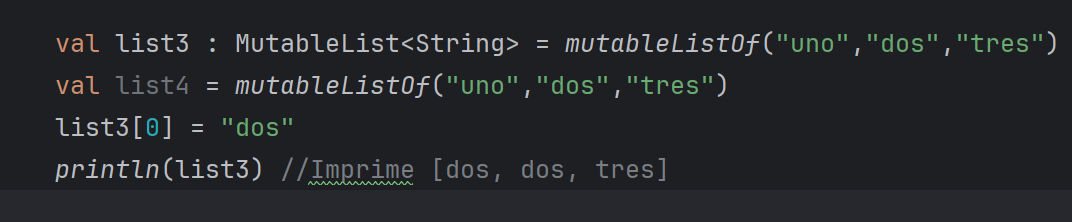 val list3 : MutableList<String> = mutableListOf("uno","dos","tres")
val list4 = mutableListOf("uno","dos","tres")
list3[0] = "dos"
println(list3) //Imprime [dos, dos, tres]